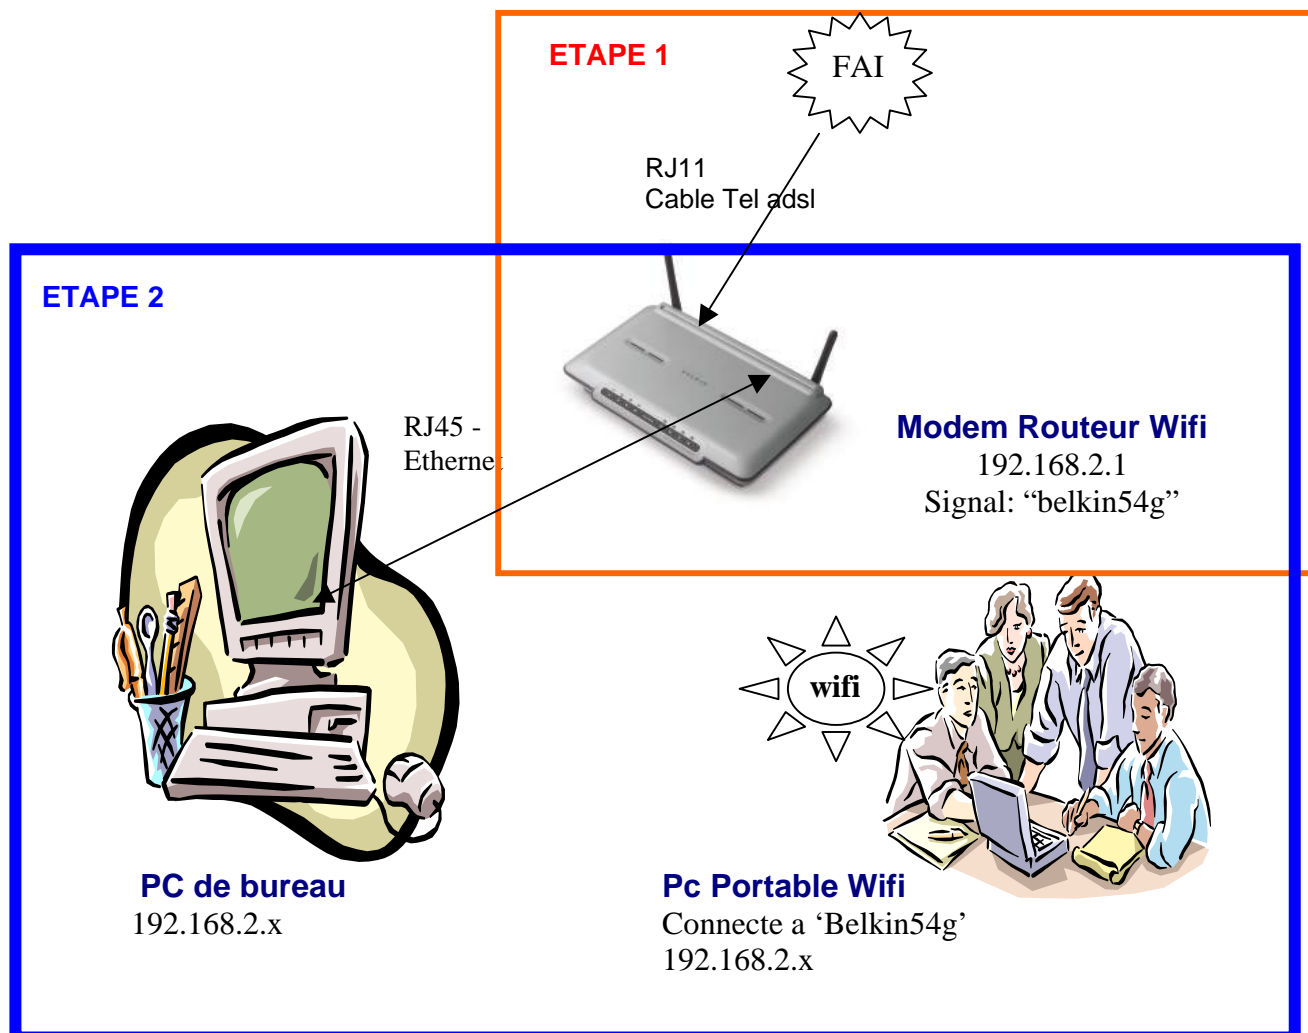 ETAPE 1
FAI
RJ11
Cable Tel adsl
ETAPE 2
RJ45 -
Ethernet
Modem Routeur Wifi
192.168.2.1
Signal: “belkin54g”
wifi
PC de bureau
192.168.2.x
Pc Portable Wifi
Connecte a ‘Belkin54g’
192.168.2.x